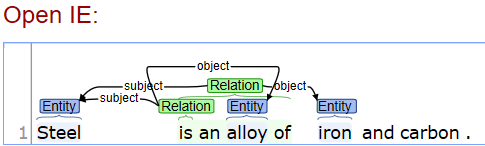 Open IE:
object
subject Relation object
Entity subject Relation Entity Entity
1 Steel is an alloy of iron and carbon .